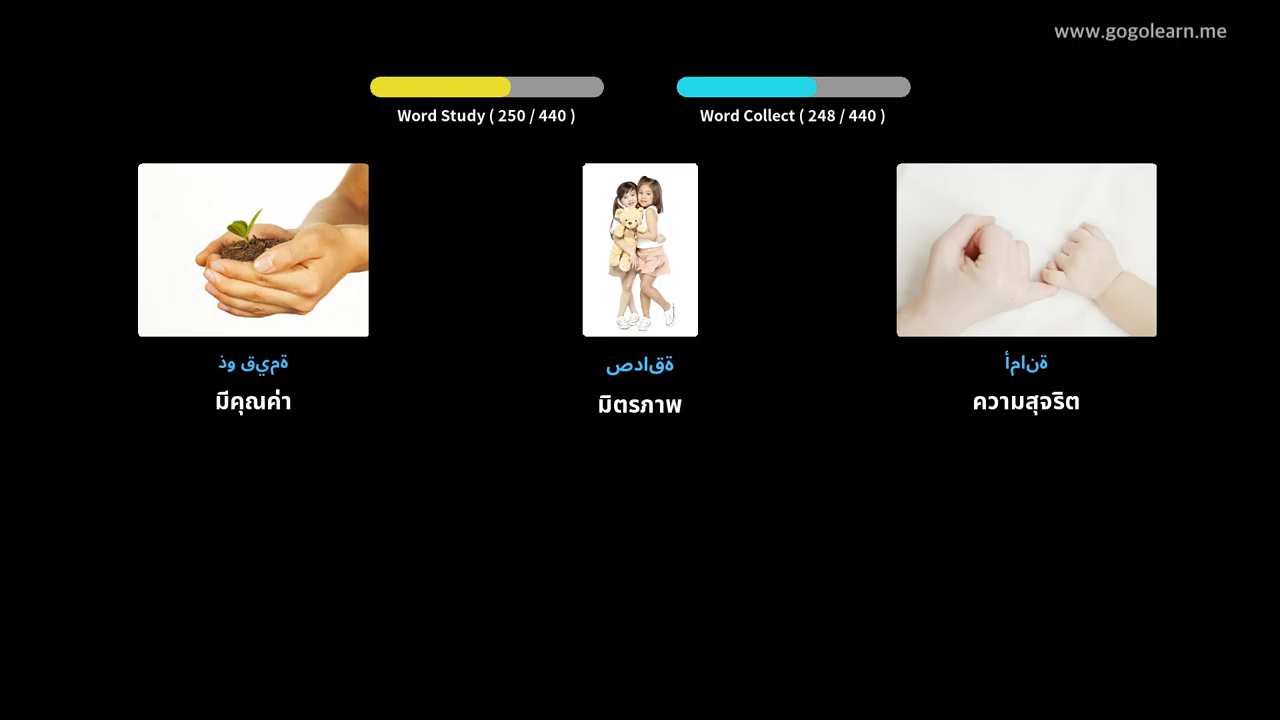 www.gogolearn.me
Word Study ( 250 / 440 )
Word Collect ( 248 / 440 )
ذو قيمة
มีคุณค่า
صداقة
มิตรภาพ
أمانة
ความสุจริต